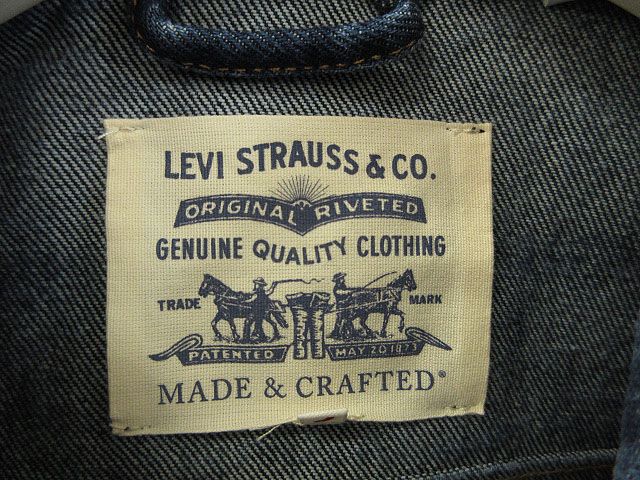 LEVI STRAUSS & CO.
ORIGINAL RIVETED
GENUINE QUALITY CLOTHING
TRADE MARK
PATENTED MAY 20 1873
MADE & CRAFTED®